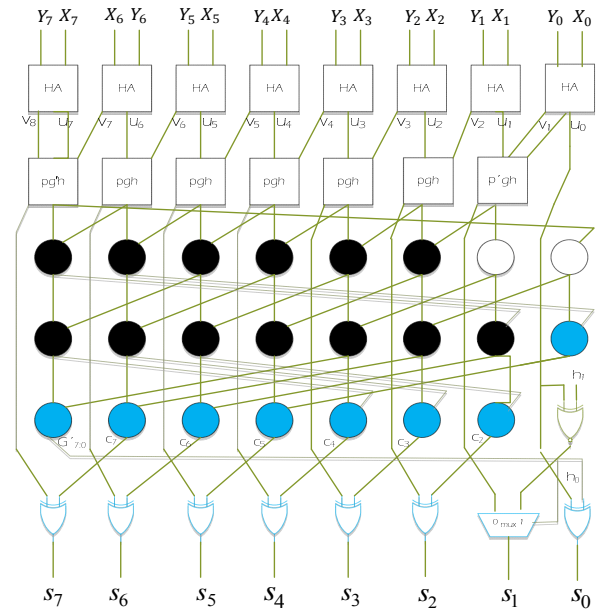 Y₇ X₇ X₆ Y₆ Y₅ X₅ Y₄ X₄ Y₃ X₃ Y₂ X₂ Y₁ X₁ Y₀ X₀
HA HA HA HA HA HA HA HA
v₈ u₇ v₇ u₆ v₆ u₅ v₅ u₄ v₄ u₃ v₃ u₂ v₂ u₁ v₁ u₀
pg'h pgh pgh pgh pgh pgh p'gh
h₁
G'₇:₀ c₇ c₆ c₅ c₄ c₃ c₂
h₀
0 mux 1
s₇ s₆ s₅ s₄ s₃ s₂ s₁ s₀